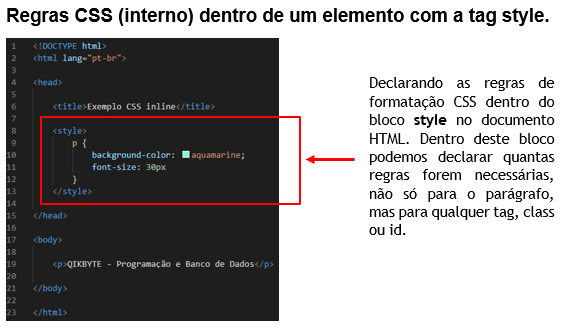 Regras CSS (interno) dentro de um elemento com a tag style.
1 <!DOCTYPE html>
2 <html lang="pt-br">
3
4 <head>
5
6 <title>Exemplo CSS inline</title>
7
8 <style>
9 p {
10 background-color: aquamarine;
11 font-size: 30px
12 }
13 </style>
14
15 </head>
16
17 <body>
18
19 <p>QIKBYTE - Programação e Banco de Dados</p>
20
21 </body>
22
23 </html>
Declarando as regras de
formatação CSS dentro do
bloco style no documento
HTML. Dentro deste bloco
podemos declarar quantas
regras forem necessárias,
não só para o parágrafo,
mas para qualquer tag, class
ou id.